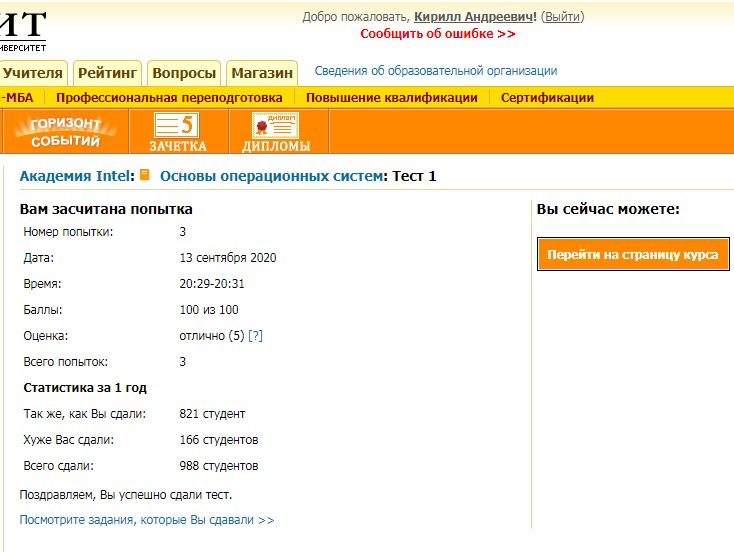 ИТ
ИВЕРСИТЕТ
Добро пожаловать, Кирилл Андреевич! (Выйти)
Сообщить об ошибке >>
Учителя
Рейтинг
Вопросы
Магазин
Сведения об образовательной организации
-МБА
Профессиональная переподготовка
Повышение квалификации
Сертификации
ГОРИЗОНТ
СОБЫТИЙ
5
ЗАЧЕТКА
ДИПЛОМ
ДИПЛОМЫ
Академия Intel: Основы операционных систем: Тест 1
Вам засчитана попытка
Номер попытки: 3
Дата: 13 сентября 2020
Время: 20:29-20:31
Баллы: 100 из 100
Оценка: отлично (5) [?]
Всего попыток: 3
Статистика за 1 год
Так же, как Вы сдали: 821 студент
Хуже Вас сдали: 166 студентов
Всего сдали: 988 студентов
Поздравляем, Вы успешно сдали тест.
Посмотрите задания, которые Вы сдавали >>
Вы сейчас можете:
Перейти на страницу курса